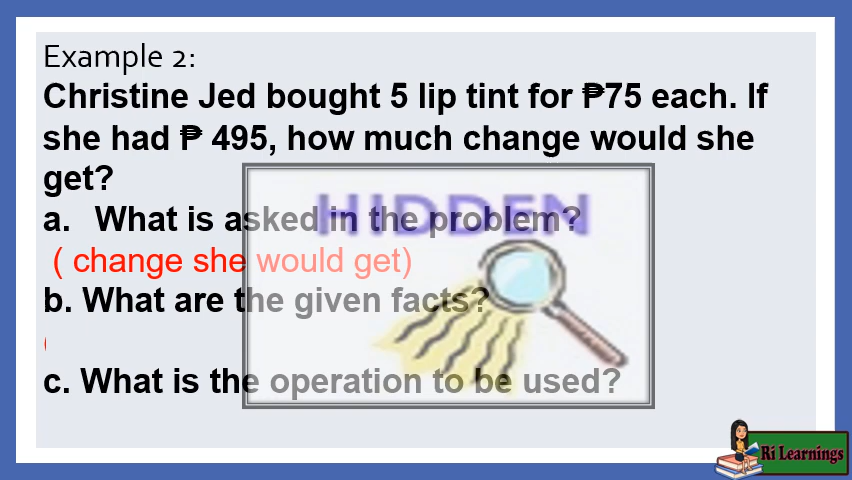 Example 2:
Christine Jed bought 5 lip tint for ₱75 each. If
she had ₱ 495, how much change would she
get?
a. What is asked in the problem?
( change she would get)
b. What are the given facts?
(
c. What is the operation to be used?
HIDDEN
Ri Learnings